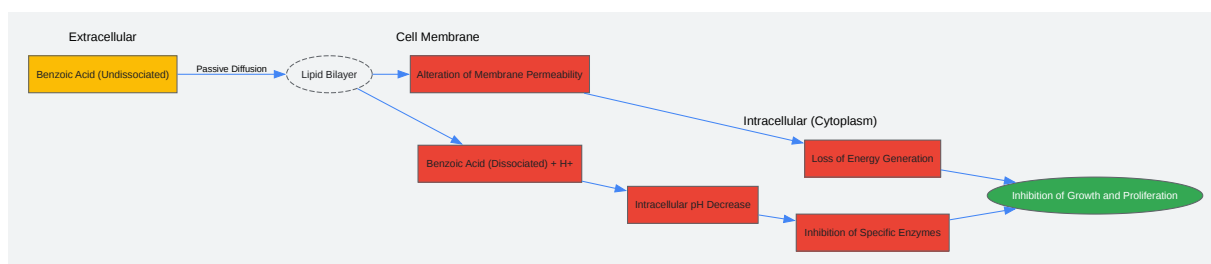 Extracellular
Cell Membrane
Benzoic Acid (Undissociated)
Passive Diffusion
Lipid Bilayer
Alteration of Membrane Permeability
Intracellular (Cytoplasm)
Loss of Energy Generation
Benzoic Acid (Dissociated) + H+
Intracellular pH Decrease
Inhibition of Specific Enzymes
Inhibition of Growth and Proliferation